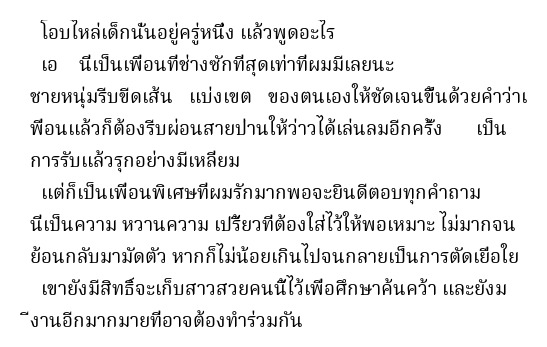 โอบไหล่เด็กนั่นอยู่ครู่หนึ่ง แล้วพูดอะไร
เอ นี่เป็นเพื่อนที่ช่างซักที่สุดเท่าที่ผมมีเลยนะ
ชายหนุ่มรีบขีดเส้น แบ่งเขต ของตนเองให้ชัดเจนขึ้นด้วยคำว่าเ
พื่อนแล้วก็ต้องรีบผ่อนสายปานให้ว่าวได้เล่นลมอีกครั้ง เป็น
การรับแล้วรุกอย่างมีเหลี่ยม
แต่ก็เป็นเพื่อนพิเศษที่ผมรักมากพอจะยินดีตอบทุกคำถาม
นี่เป็นความ หวานความ เปรี้ยวที่ต้องใส่ไว้ให้พอเหมาะ ไม่มากจน
ย้อนกลับมามัดตัว หากก็ไม่น้อยเกินไปจนกลายเป็นการตัดเยื่อใย
เขายังมีสิทธิ์จะเก็บสาวสวยคนนี้ไว้เพื่อศึกษาค้นคว้า และยังม
ีงานอีกมากมายที่อาจต้องทำร่วมกัน